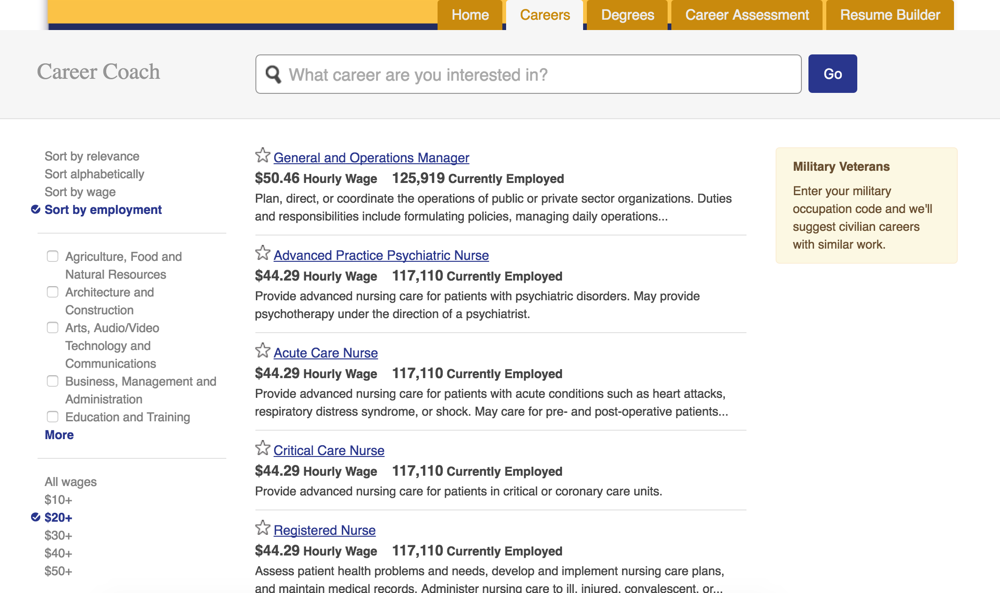 Home
Careers
Degrees
Career Assessment
Resume Builder
Career Coach
What career are you interested in?
Go
Sort by relevance
Sort alphabetically
Sort by wage
Sort by employment
Agriculture, Food and
Natural Resources
Architecture and
Construction
Arts, Audio/Video
Technology and
Communications
Business, Management and
Administration
Education and Training
More
All wages
$10+
$20+
$30+
$40+
$50+
General and Operations Manager
$50.46 Hourly Wage 125,919 Currently Employed
Plan, direct, or coordinate the operations of public or private sector organizations. Duties
and responsibilities include formulating policies, managing daily operations...
Advanced Practice Psychiatric Nurse
$44.29 Hourly Wage 117,110 Currently Employed
Provide advanced nursing care for patients with psychiatric disorders. May provide
psychotherapy under the direction of a psychiatrist.
Acute Care Nurse
$44.29 Hourly Wage 117,110 Currently Employed
Provide advanced nursing care for patients with acute conditions such as heart attacks,
respiratory distress syndrome, or shock. May care for pre- and post-operative patients...
Critical Care Nurse
$44.29 Hourly Wage 117,110 Currently Employed
Provide advanced nursing care for patients in critical or coronary care units.
Registered Nurse
$44.29 Hourly Wage 117,110 Currently Employed
Assess patient health problems and needs, develop and implement nursing care plans,
and maintain medical records. Administer nursing care to ill, injured, convalescent, or...
Military Veterans
Enter your military
occupation code and we'll
suggest civilian careers
with similar work.